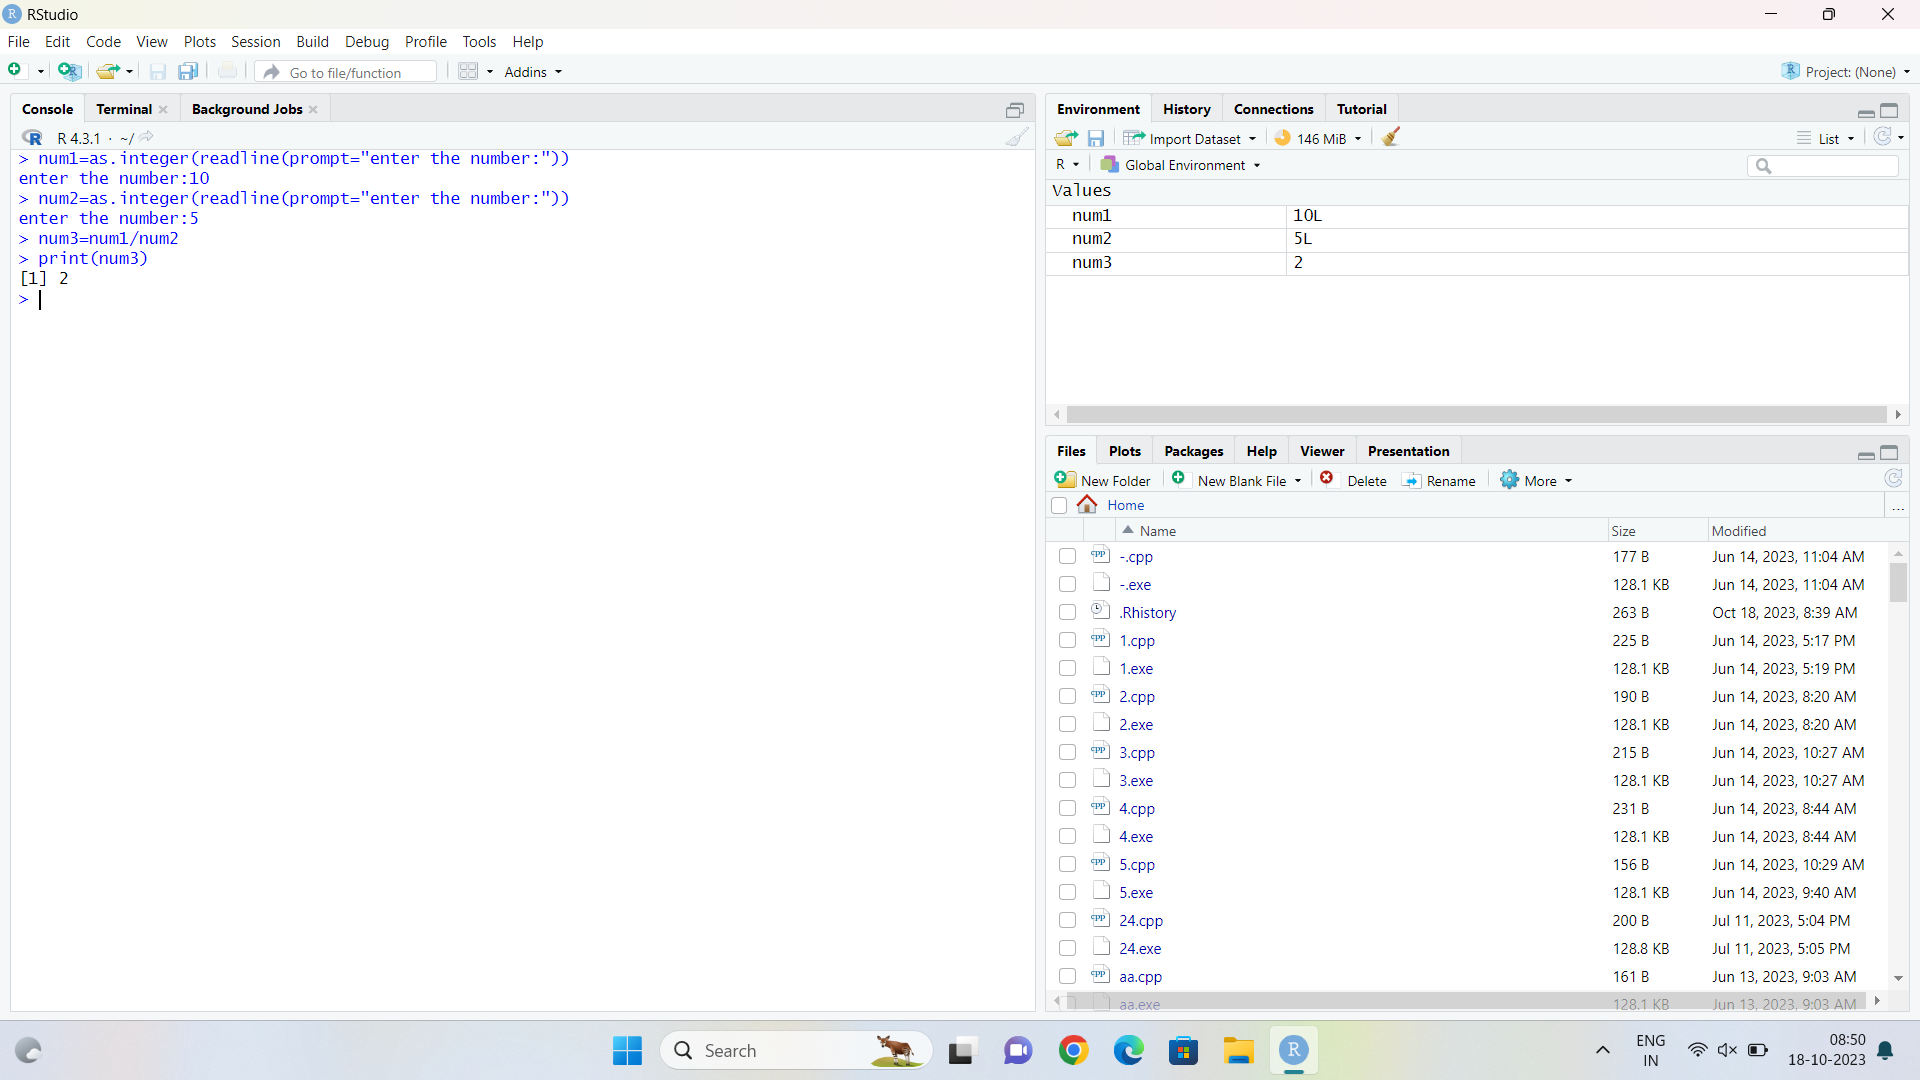 RStudio
File Edit Code View Plots Session Build Debug Profile Tools Help
Go to file/function Addins Project: (None)
Console Terminal Background Jobs
R 4.3.1 · ~/
> num1=as.integer(readline(prompt="enter the number:"))
enter the number:10
> num2=as.integer(readline(prompt="enter the number:"))
enter the number:5
> num3=num1/num2
> print(num3)
[1] 2
>
Environment History Connections Tutorial
Import Dataset 146 MiB List
R Global Environment
Values
num1 10L
num2 5L
num3 2
Files Plots Packages Help Viewer Presentation
New Folder New Blank File Delete Rename More
Home ...
Name Size Modified
-.cpp 177 B Jun 14, 2023, 11:04 AM
-.exe 128.1 KB Jun 14, 2023, 11:04 AM
.Rhistory 263 B Oct 18, 2023, 8:39 AM
1.cpp 225 B Jun 14, 2023, 5:17 PM
1.exe 128.1 KB Jun 14, 2023, 5:19 PM
2.cpp 190 B Jun 14, 2023, 8:20 AM
2.exe 128.1 KB Jun 14, 2023, 8:20 AM
3.cpp 215 B Jun 14, 2023, 10:27 AM
3.exe 128.1 KB Jun 14, 2023, 10:27 AM
4.cpp 231 B Jun 14, 2023, 8:44 AM
4.exe 128.1 KB Jun 14, 2023, 8:44 AM
5.cpp 156 B Jun 14, 2023, 10:29 AM
5.exe 128.1 KB Jun 14, 2023, 9:40 AM
24.cpp 200 B Jul 11, 2023, 5:04 PM
24.exe 128.8 KB Jul 11, 2023, 5:05 PM
aa.cpp 161 B Jun 13, 2023, 9:03 AM
aa.exe 128.1 KB Jun 13, 2023, 9:03 AM
Search
ENG
IN
08:50
18-10-2023